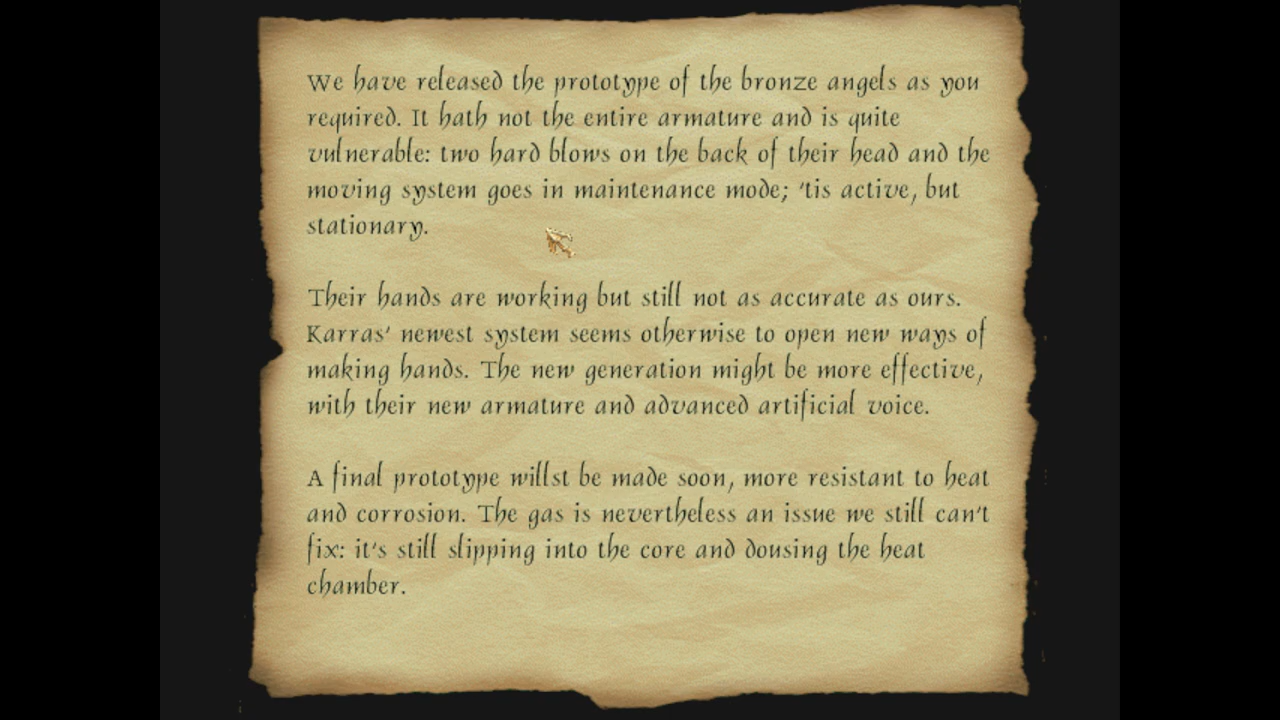 We have released the prototype of the bronze angels as you
required. It hath not the entire armature and is quite
vulnerable: two hard blows on the back of their head and the
moving system goes in maintenance mode; 'tis active, but
stationary.
Their hands are working but still not as accurate as ours.
Karras' newest system seems otherwise to open new ways of
making hands. The new generation might be more effective,
with their new armature and advanced artificial voice.
A final prototype willst be made soon, more resistant to heat
and corrosion. The gas is nevertheless an issue we still can't
fix: it's still slipping into the core and dousing the heat
chamber.